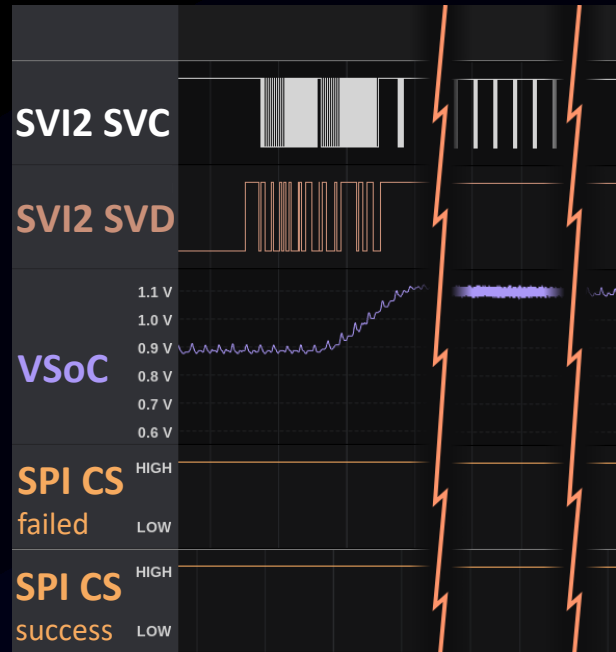 SVI2 SVC
SVI2 SVD
VSoC
1.1 V
1.0 V
0.9 V
0.8 V
0.7 V
0.6 V
SPI CS
failed
HIGH
LOW
SPI CS
success
HIGH
LOW